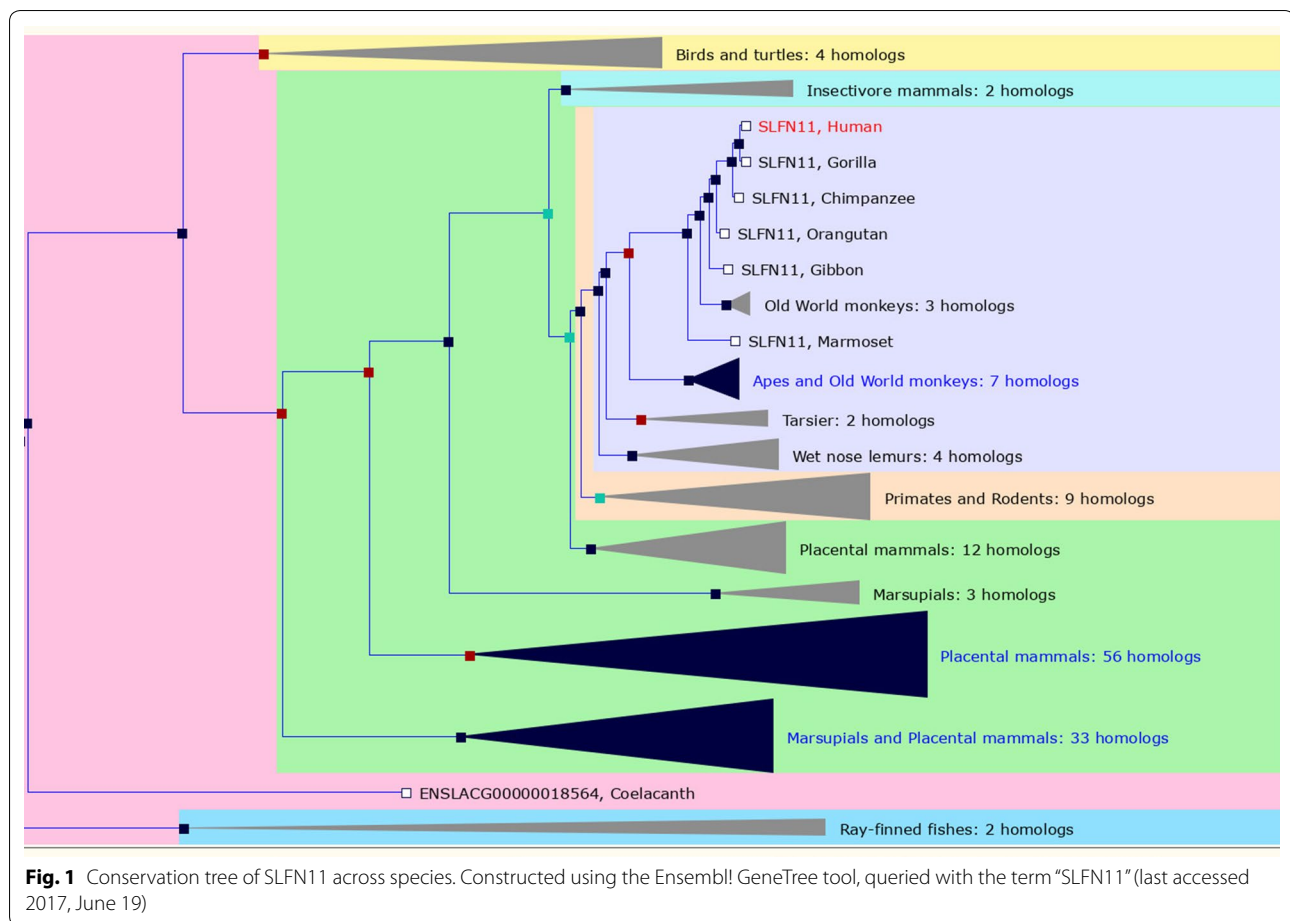 Birds and turtles: 4 homologs
Insectivore mammals: 2 homologs
SLFN11, Human
SLFN11, Gorilla
SLFN11, Chimpanzee
SLFN11, Orangutan
SLFN11, Gibbon
Old World monkeys: 3 homologs
SLFN11, Marmoset
Apes and Old World monkeys: 7 homologs
Tarsier: 2 homologs
Wet nose lemurs: 4 homologs
Primates and Rodents: 9 homologs
Placental mammals: 12 homologs
Marsupials: 3 homologs
Placental mammals: 56 homologs
Marsupials and Placental mammals: 33 homologs
ENSLACG00000018564, Coelacanth
Ray-finned fishes: 2 homologs
Fig. 1 Conservation tree of SLFN11 across species. Constructed using the Ensembl! GeneTree tool, queried with the term “SLFN11” (last accessed
2017, June 19)